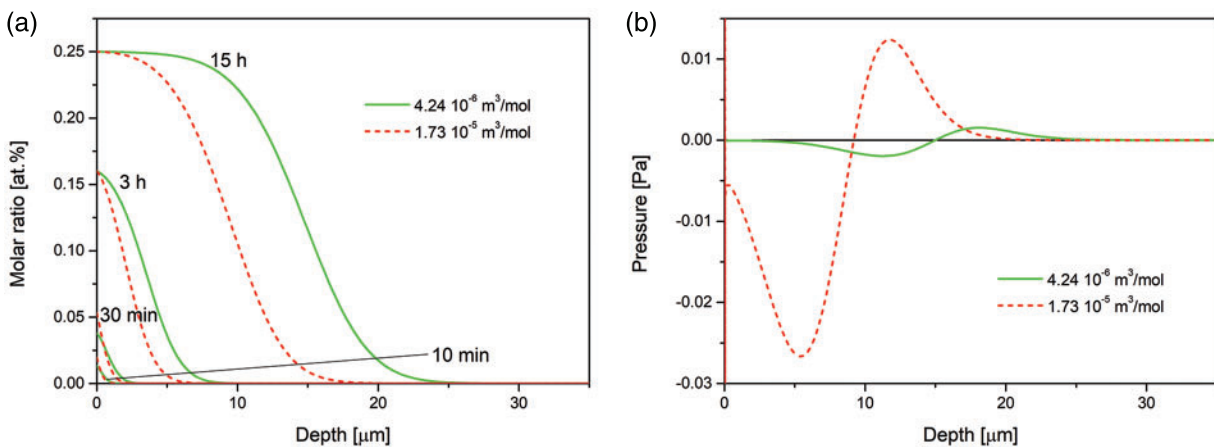 (a)
0.25
0.20
0.15
0.10
0.05
0.00
Molar ratio [at.%]
15 h
3 h
30 min
10 min
4.24 10⁻⁶ m³/mol
1.73 10⁻⁵ m³/mol
0
10
20
30
Depth [μm]
(b)
0.01
0.00
-0.01
-0.02
-0.03
Pressure [Pa]
4.24 10⁻⁶ m³/mol
1.73 10⁻⁵ m³/mol
0
10
20
30
Depth [μm]